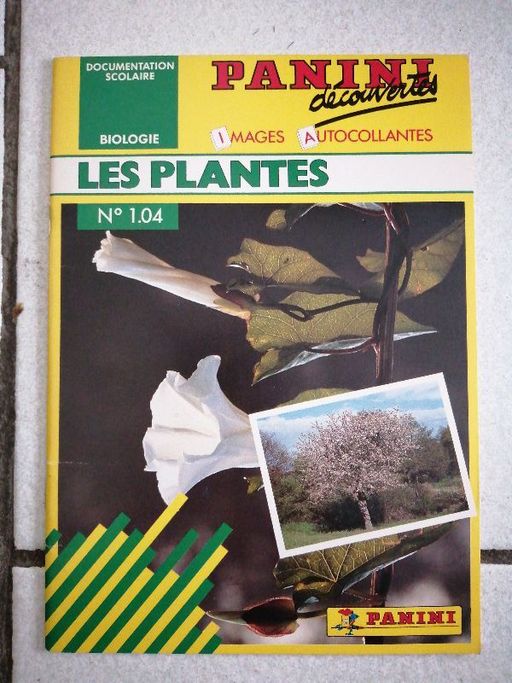 DOCUMENTATION
SCOLAIRE
BIOLOGIE
PANINI
découvertes
IMAGES AUTOCOLLANTES
LES PLANTES
N° 1.04
PANINI